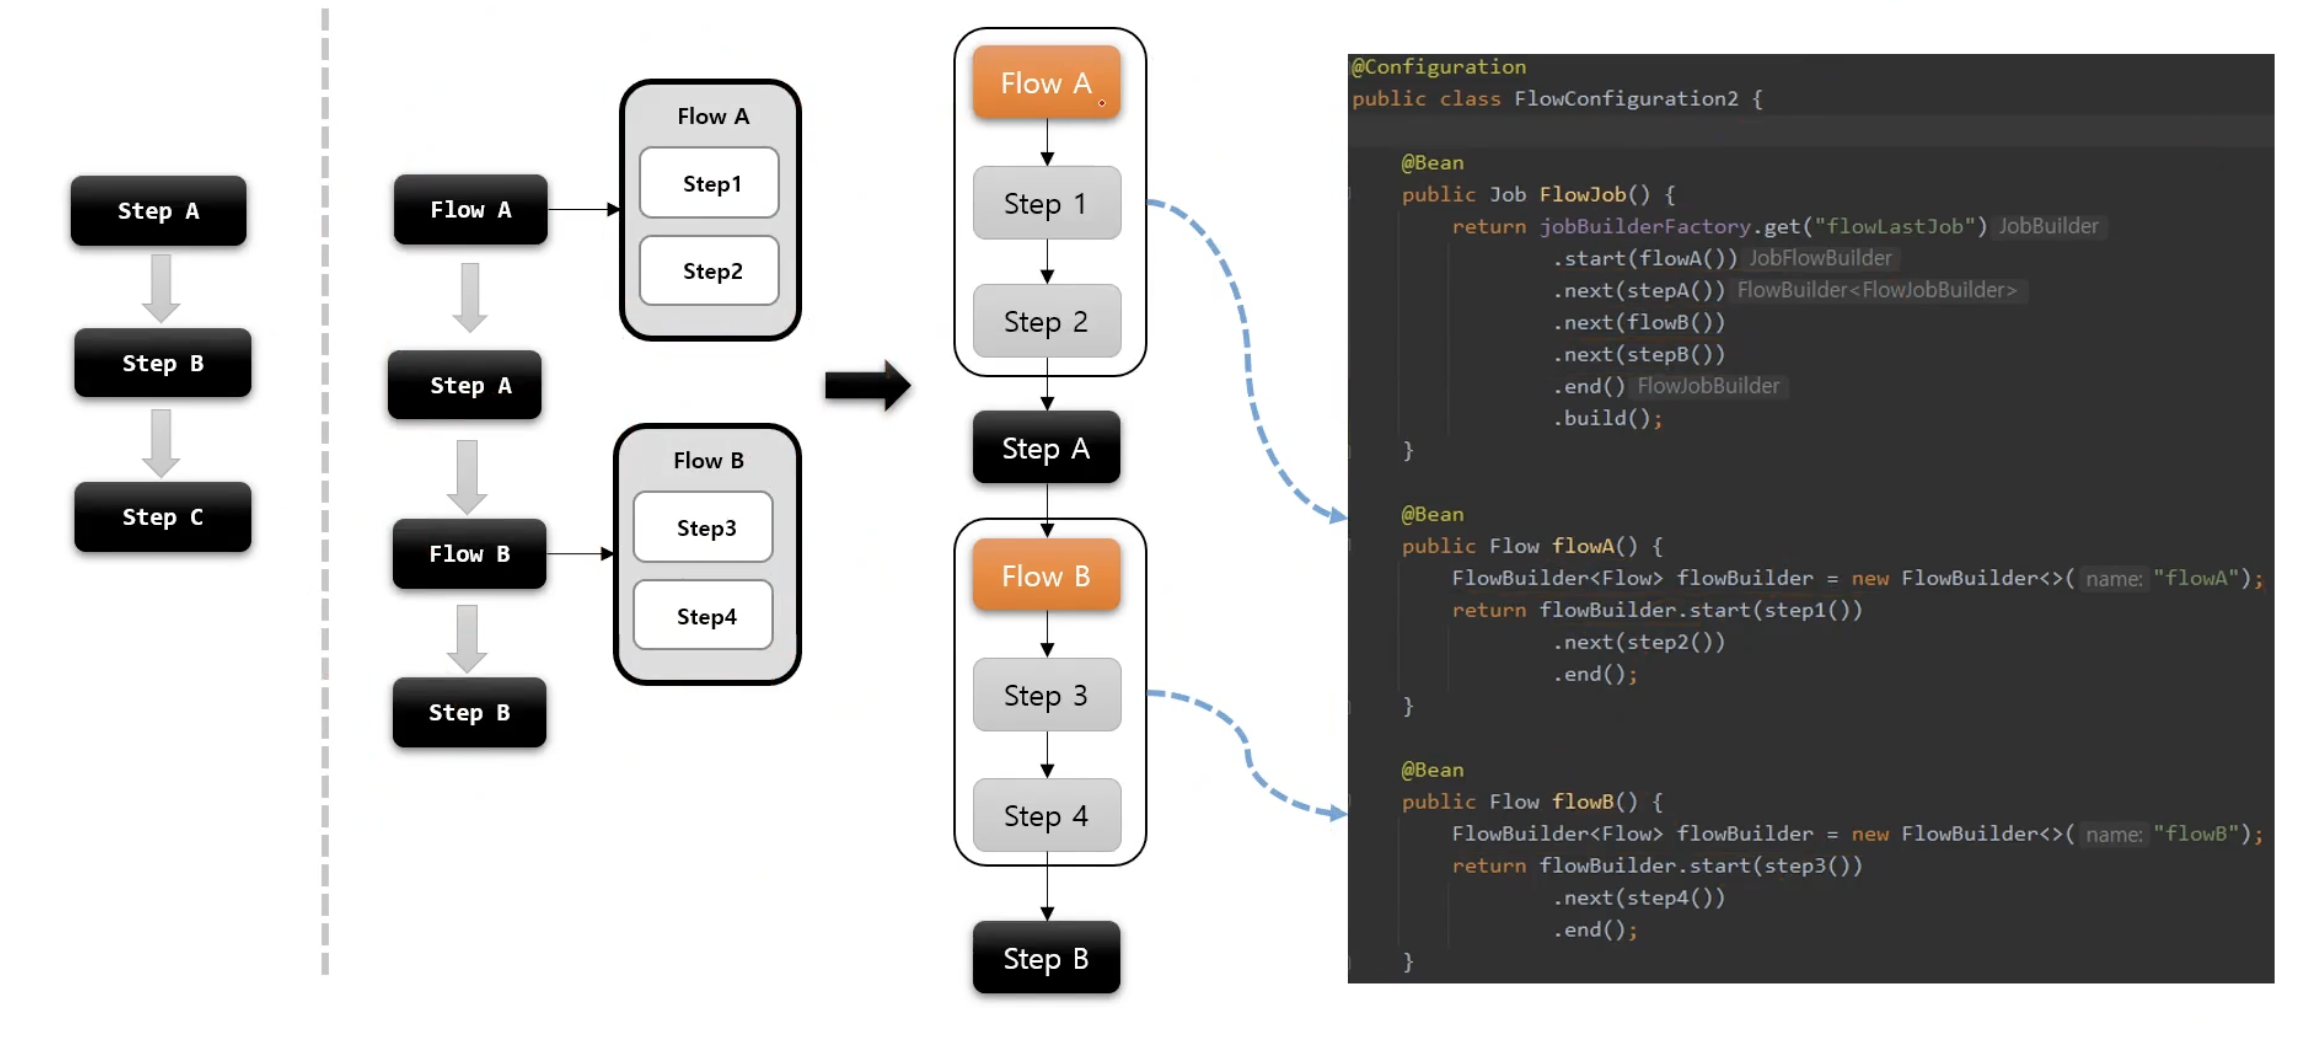 Step A
Step B
Step C
Flow A
Step A
Flow B
Step B
Flow A
Step1
Step2
Flow B
Step3
Step4
Flow A
Step 1
Step 2
Step A
Flow B
Step 3
Step 4
Step B
@Configuration
public class FlowConfiguration2 {
@Bean
public Job FlowJob() {
return jobBuilderFactory.get("flowLastJob") JobBuilder
.start(flowA()) JobFlowBuilder
.next(stepA()) FlowBuilder<FlowJobBuilder>
.next(flowB())
.next(stepB())
.end() FlowJobBuilder
.build();
}
@Bean
public Flow flowA() {
FlowBuilder<Flow> flowBuilder = new FlowBuilder<>( name: "flowA");
return flowBuilder.start(step1())
.next(step2())
.end();
}
@Bean
public Flow flowB() {
FlowBuilder<Flow> flowBuilder = new FlowBuilder<>( name: "flowB");
return flowBuilder.start(step3())
.next(step4())
.end();
}